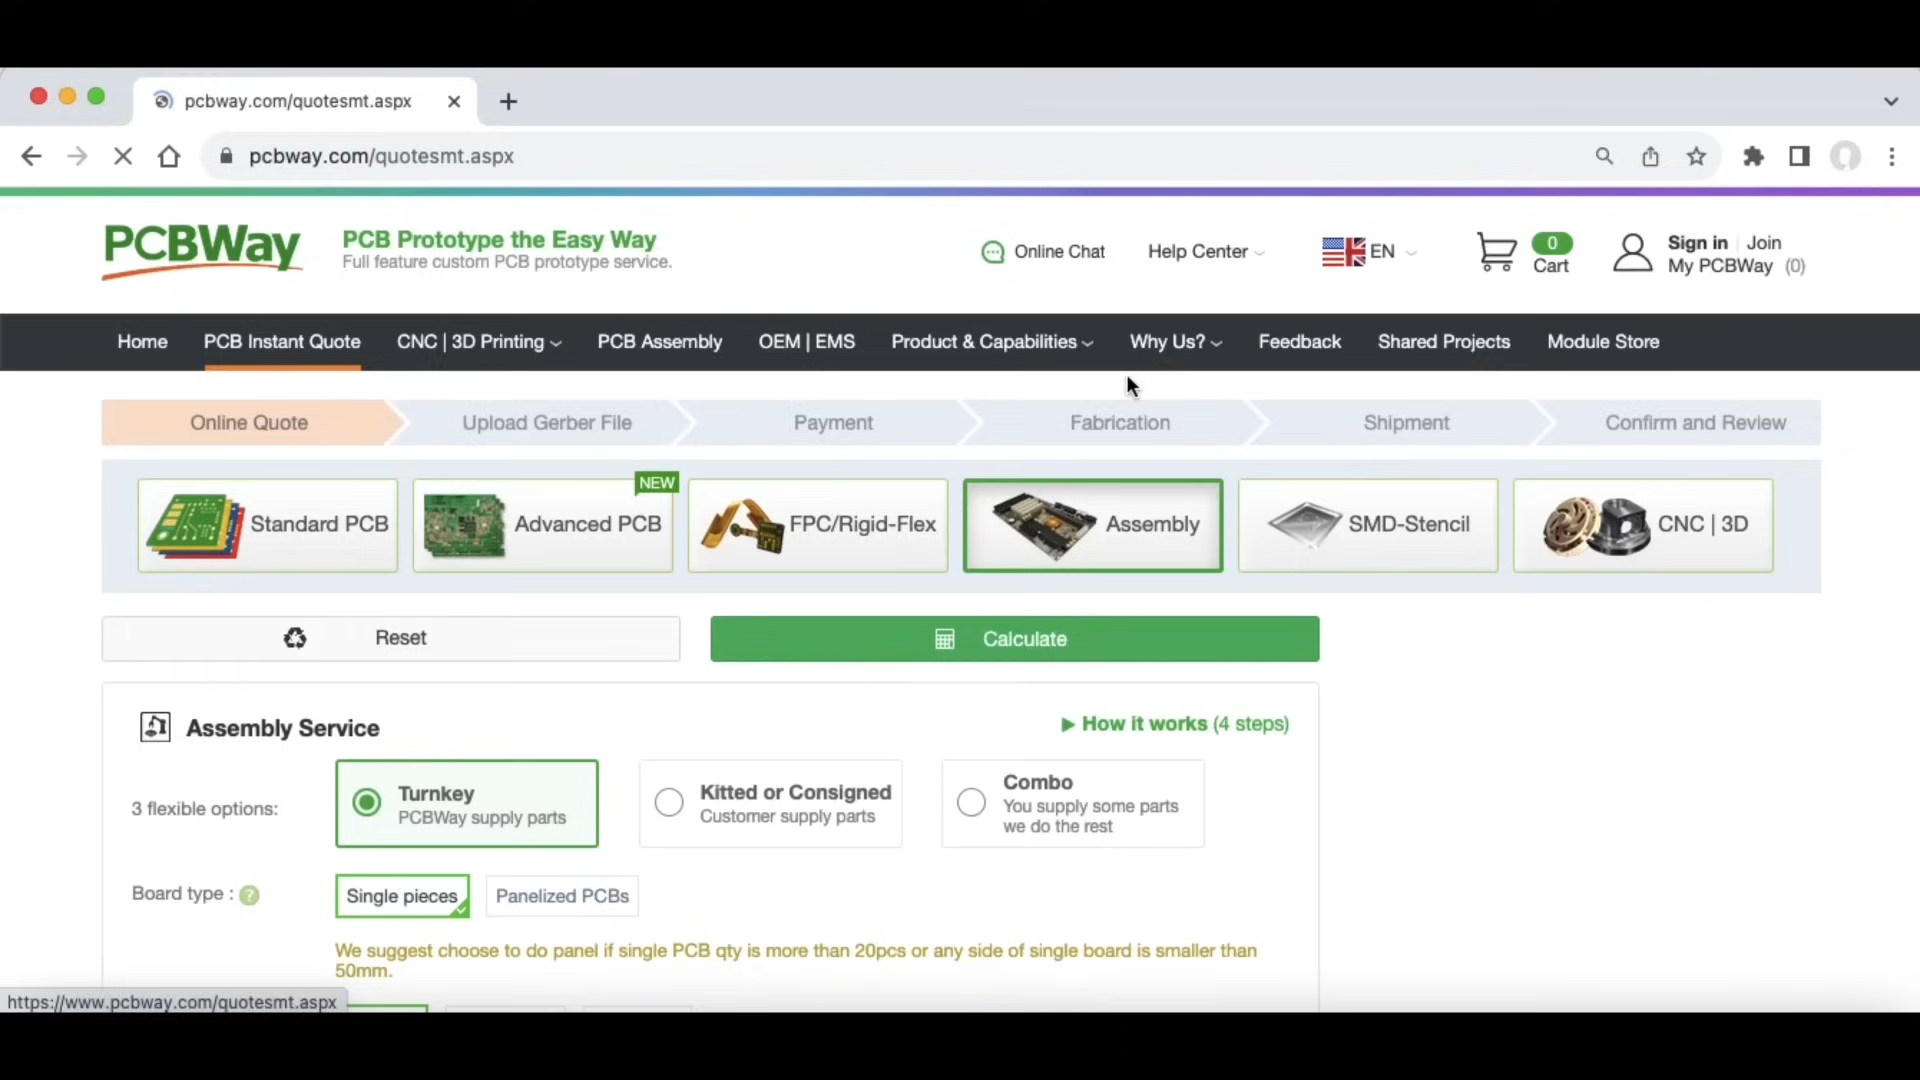 pcbway.com/quotesmt.aspx
pcbway.com/quotesmt.aspx
PCBWay
PCB Prototype the Easy Way
Full feature custom PCB prototype service.
Online Chat
Help Center
EN
0
Cart
Sign in Join
My PCBWay (0)
Home PCB Instant Quote CNC | 3D Printing PCB Assembly OEM | EMS Product & Capabilities Why Us? Feedback Shared Projects Module Store
Online Quote Upload Gerber File Payment Fabrication Shipment Confirm and Review
NEW
Standard PCB Advanced PCB FPC/Rigid-Flex Assembly SMD-Stencil CNC | 3D
Reset Calculate
Assembly Service
How it works (4 steps)
3 flexible options:
Turnkey
PCBWay supply parts
Kitted or Consigned
Customer supply parts
Combo
You supply some parts
we do the rest
Board type : ?
Single pieces Panelized PCBs
We suggest choose to do panel if single PCB qty is more than 20pcs or any side of single board is smaller than
50mm.
https://www.pcbway.com/quotesmt.aspx